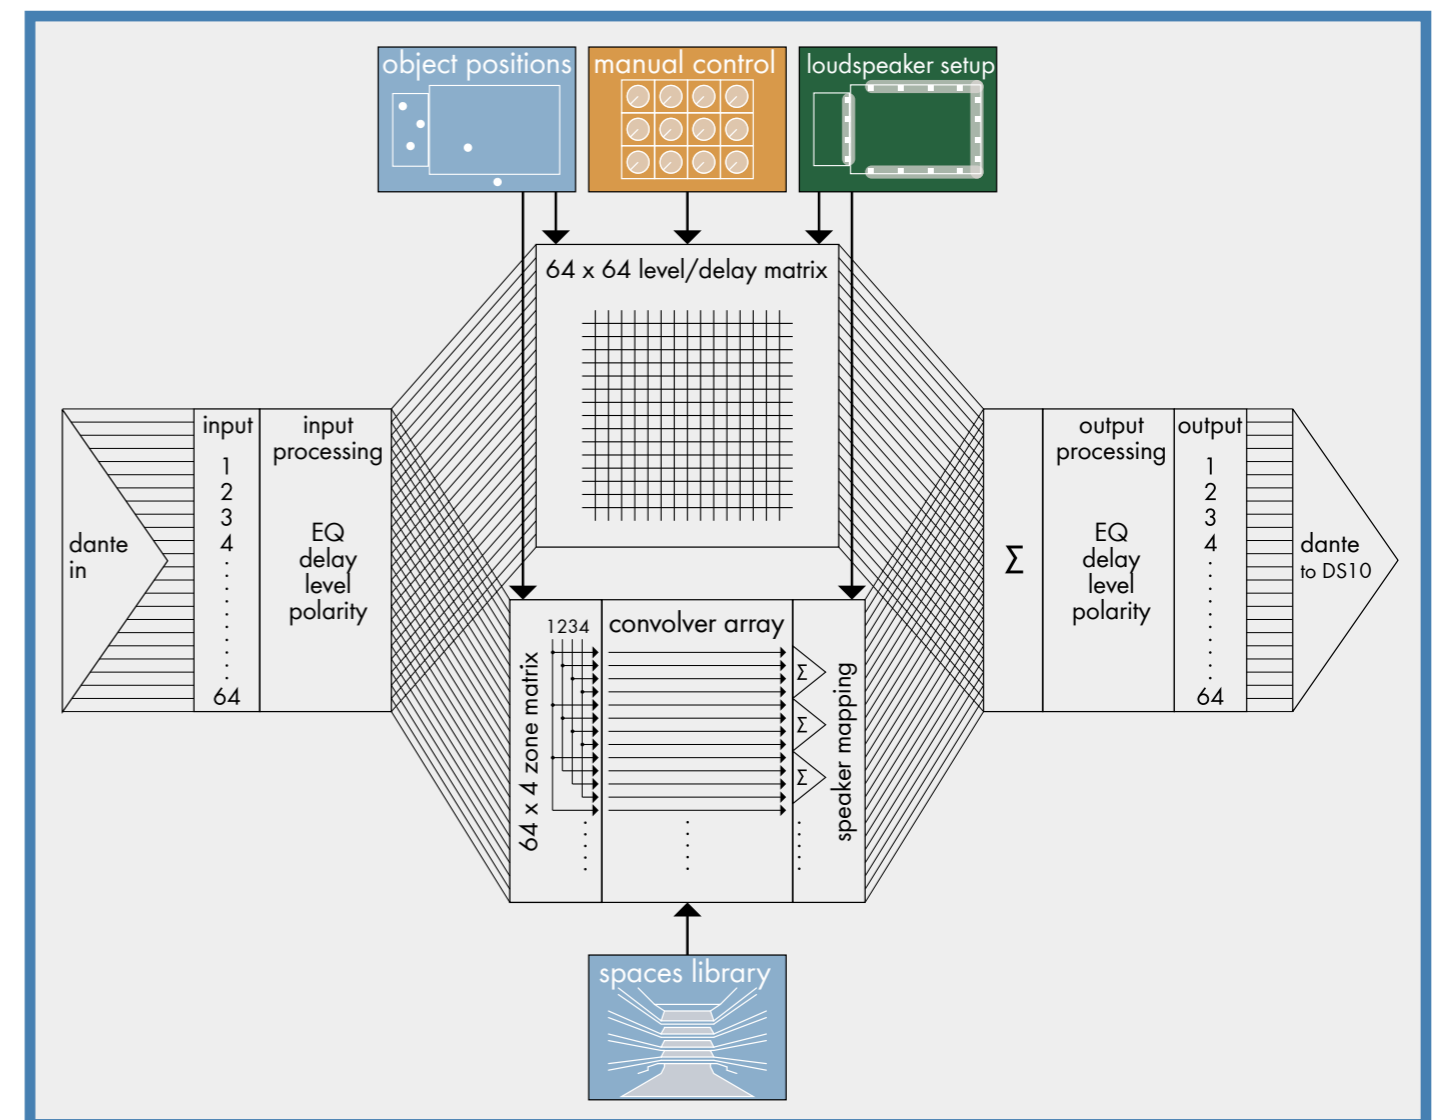 object positions
manual control
loudspeaker setup
64 x 64 level/delay matrix
dante
in
input
1
2
3
4
64
input
processing
EQ
delay
level
polarity
64 x 4 zone matrix
1234
convolver array
Σ
Σ
Σ
speaker mapping
Σ
output
processing
EQ
delay
level
polarity
output
1
2
3
4
64
dante
to DS10
spaces library